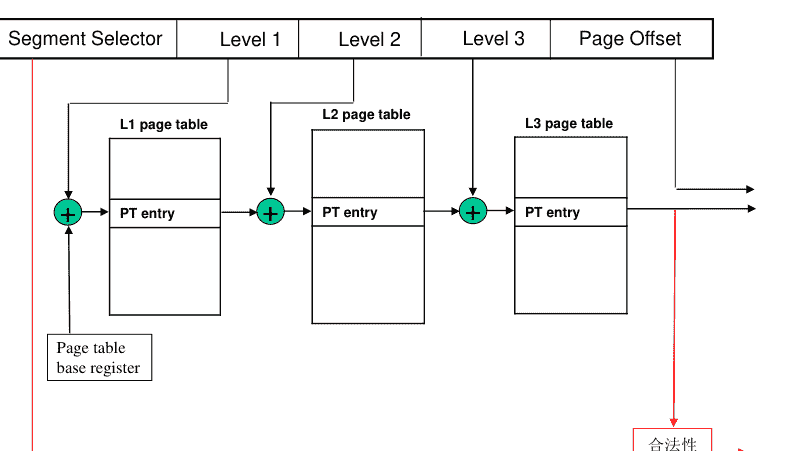 Segment Selector Level 1 Level 2 Level 3 Page Offset
L1 page table
L2 page table
L3 page table
+ PT entry + PT entry + PT entry
Page table
base register
合法性